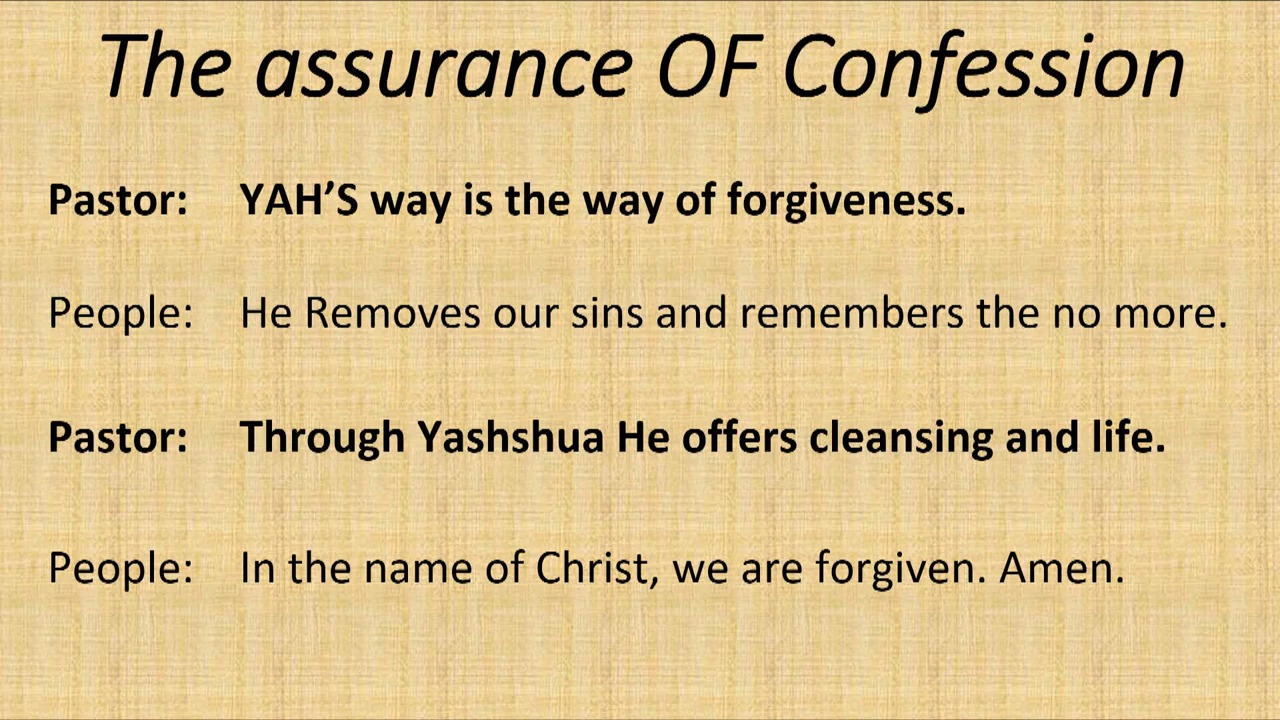 The assurance OF Confession
Pastor: YAH’S way is the way of forgiveness.
People: He Removes our sins and remembers the no more.
Pastor: Through Yashshua He offers cleansing and life.
People: In the name of Christ, we are forgiven. Amen.